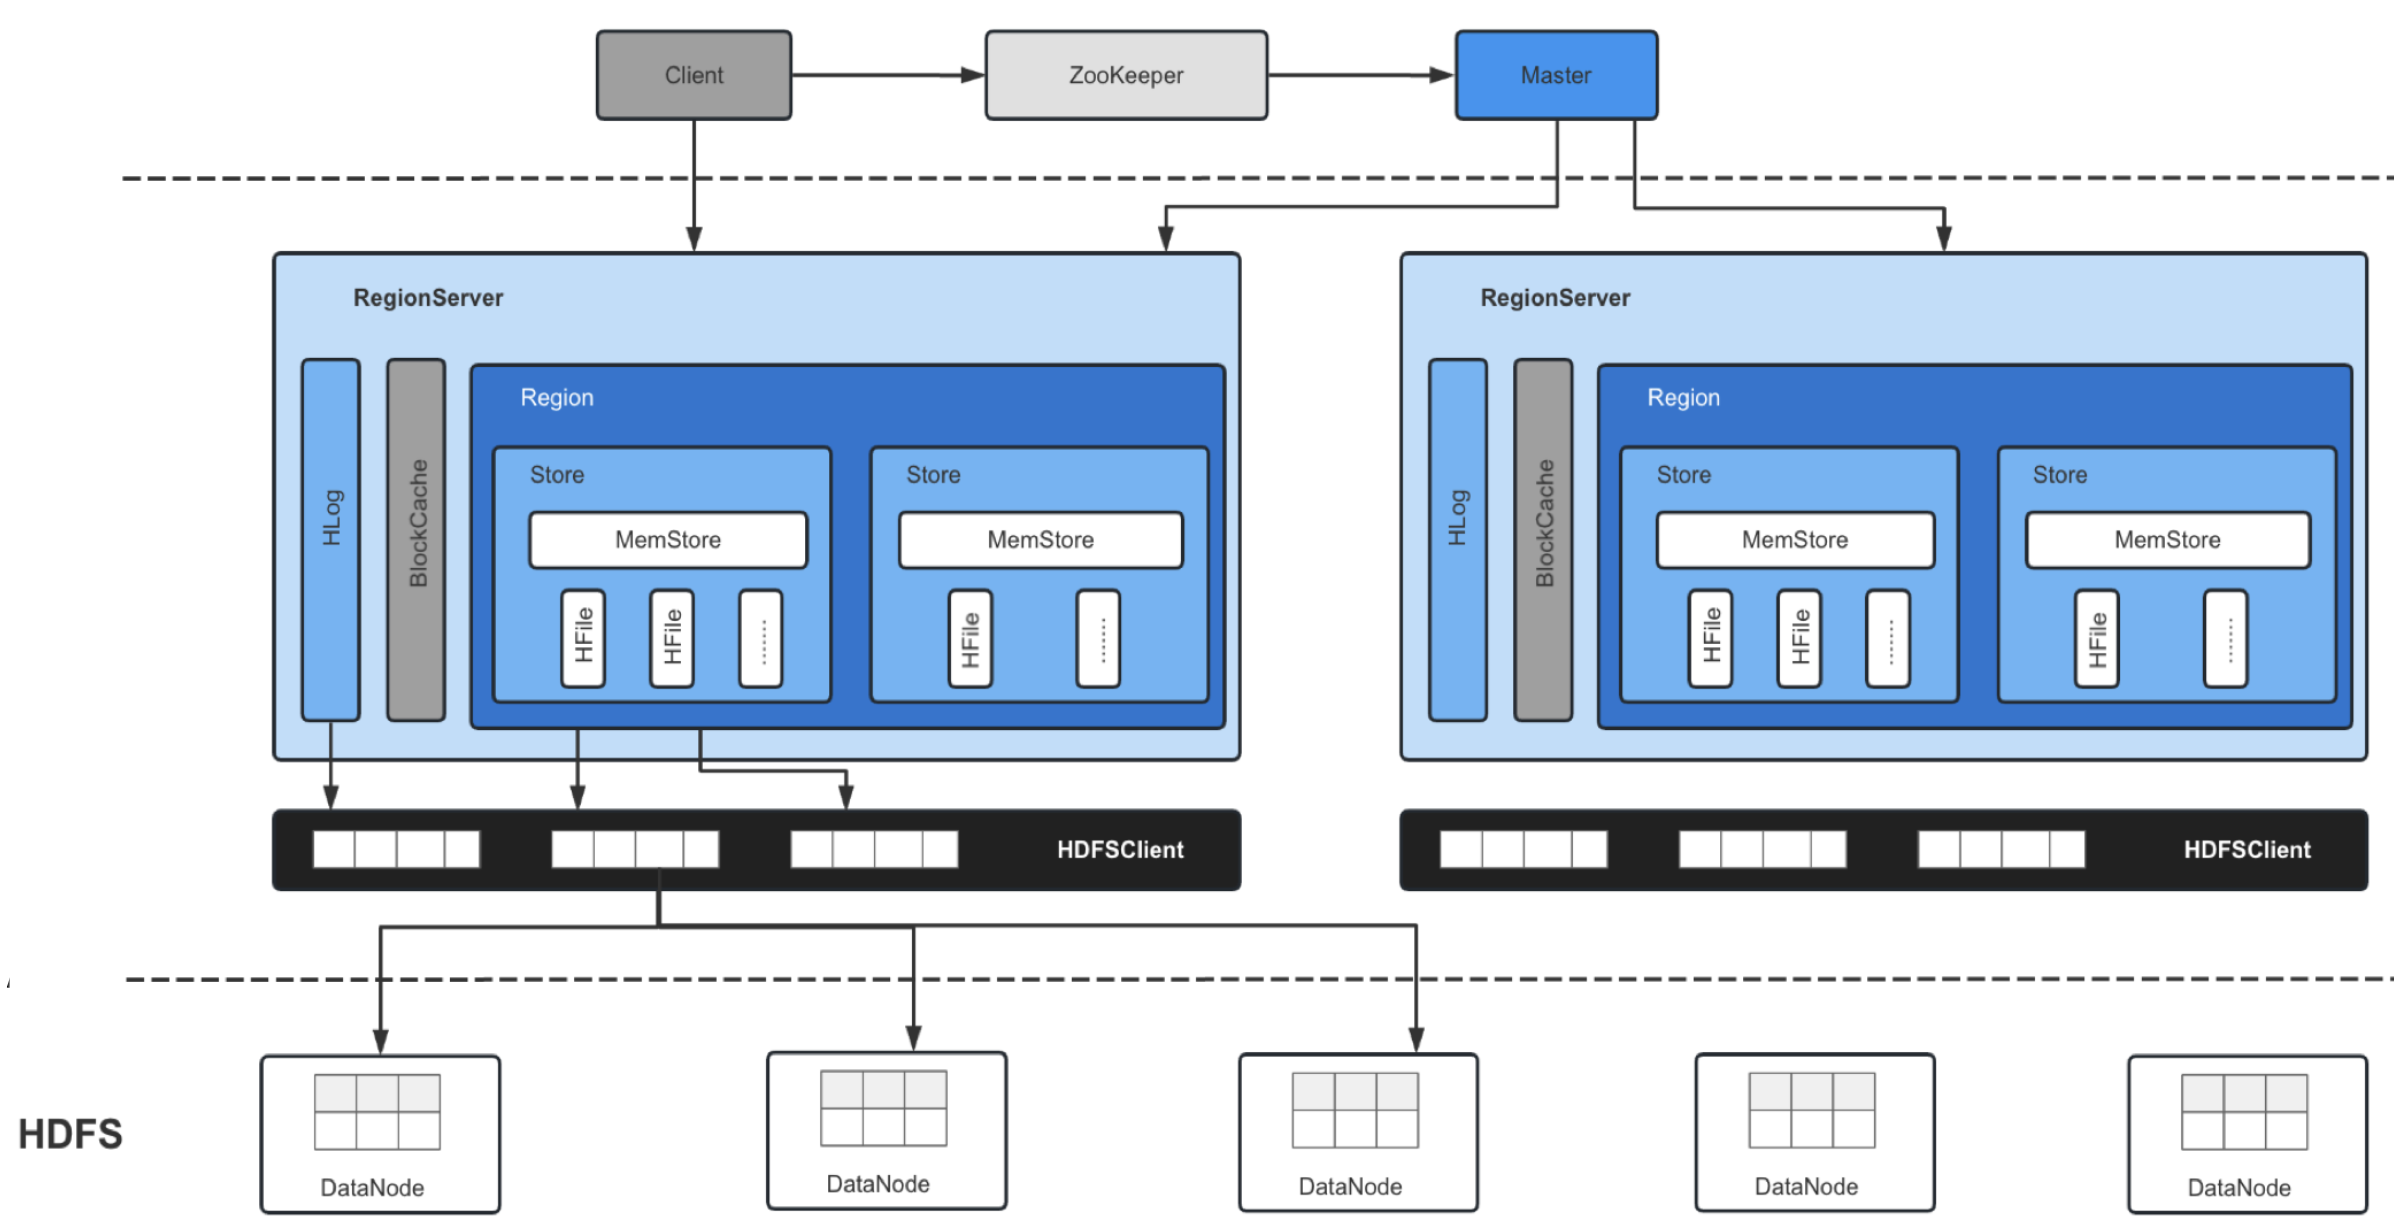 Client
ZooKeeper
Master
RegionServer
HLog
BlockCache
Region
Store
MemStore
HFile
HFile
.......
Store
MemStore
HFile
.......
RegionServer
HLog
BlockCache
Region
Store
MemStore
HFile
HFile
.......
Store
MemStore
HFile
.......
HDFSClient
HDFSClient
HDFS
DataNode
DataNode
DataNode
DataNode
DataNode